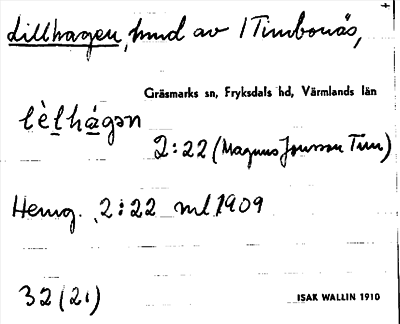 Lillhagen, hmd av 1 Timbonäs,
Gräsmarks sn, Fryksdals hd, Värmlands län
lèlhágən
2:22 (Magnus Jonsson Tim)
Hemg. 2:22 ml 1909
32 (21)
ISAK WALLIN 1910